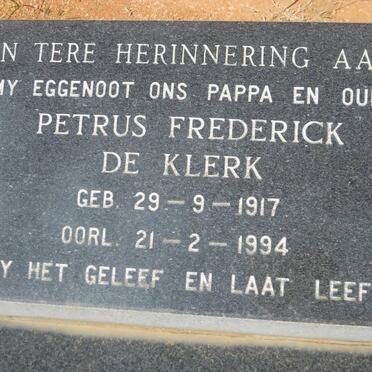 N TERE HERINNERING AA
MY EGGENOOT ONS PAPPA EN OU
PETRUS FREDERICK
DE KLERK
GEB. 29-9-1917
OORL. 21-2-1994
Y HET GELEEF EN LAAT LEEF